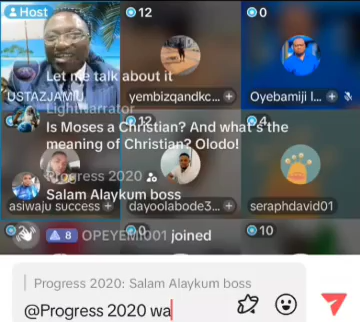 Host
12
0
Let me talk about it
USTAZJAMIU
yembizqandkc... +
Oyebamiji I... +
LightNarrator
12
4
Is Moses a Christian? And what's the
meaning of Christian? Olodo!
Progress 2020
Salam Alaykum boss
asiwaju success +
dayoolabode3... +
seraphdavid01
0
10
8 OPEYEMI001 joined
Progress 2020: Salam Alaykum boss
@Progress 2020 wa